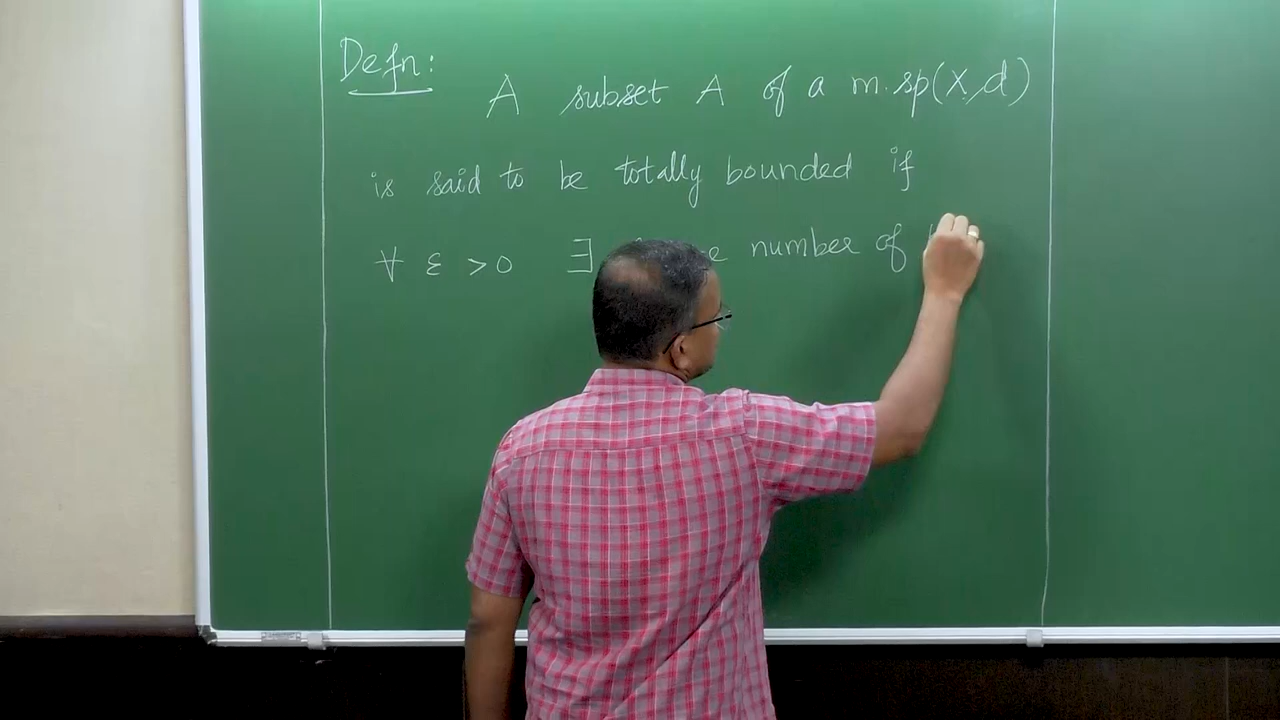 Defn: A subset A of a m.sp(X,d)
is said to be totally bounded if
∀ ε >0 ∃ number of